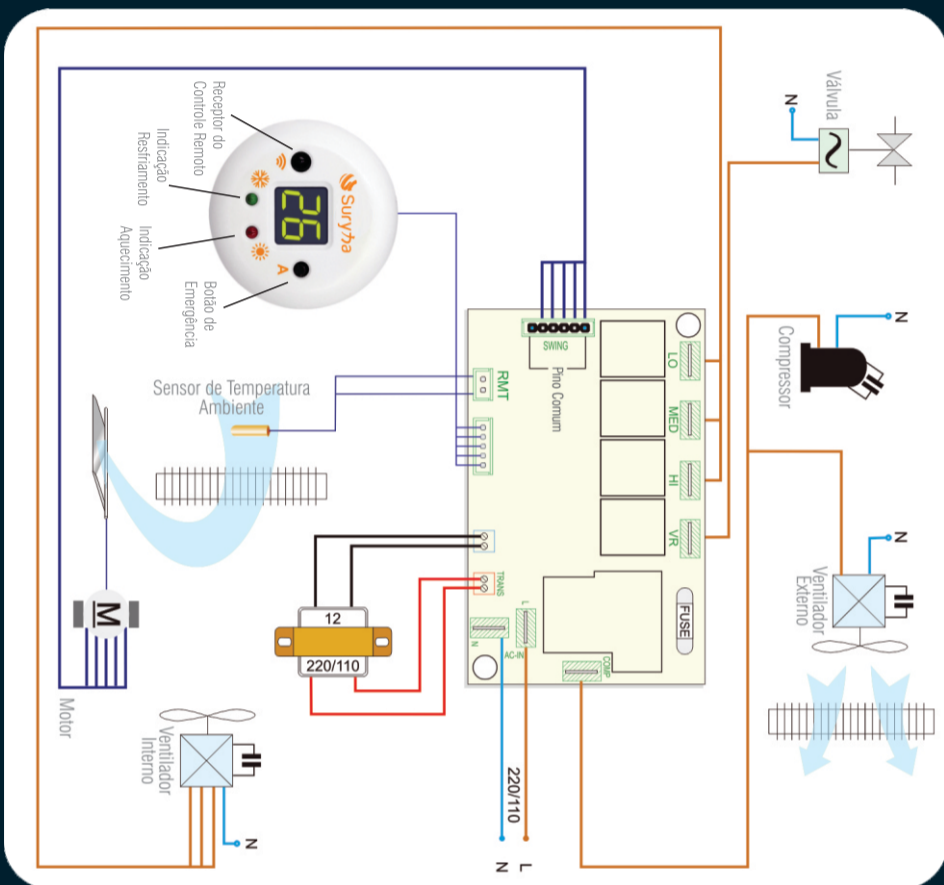 Válvula
N
Receptor do
Controle Remoto
Indicação
Resfriamento
Indicação
Aquecimento
Botão de
Emergência
Suryha
26
A
Compressor
N
SWING
Pino Comum
LO
MED
HI
VR
RMT
Sensor de Temperatura
Ambiente
Ventilador
Externo
N
FUSE
TRANS
L
N
AC-IN
COMP
12
220/110
M
Motor
Ventilador
Interno
N
220/110
N
L